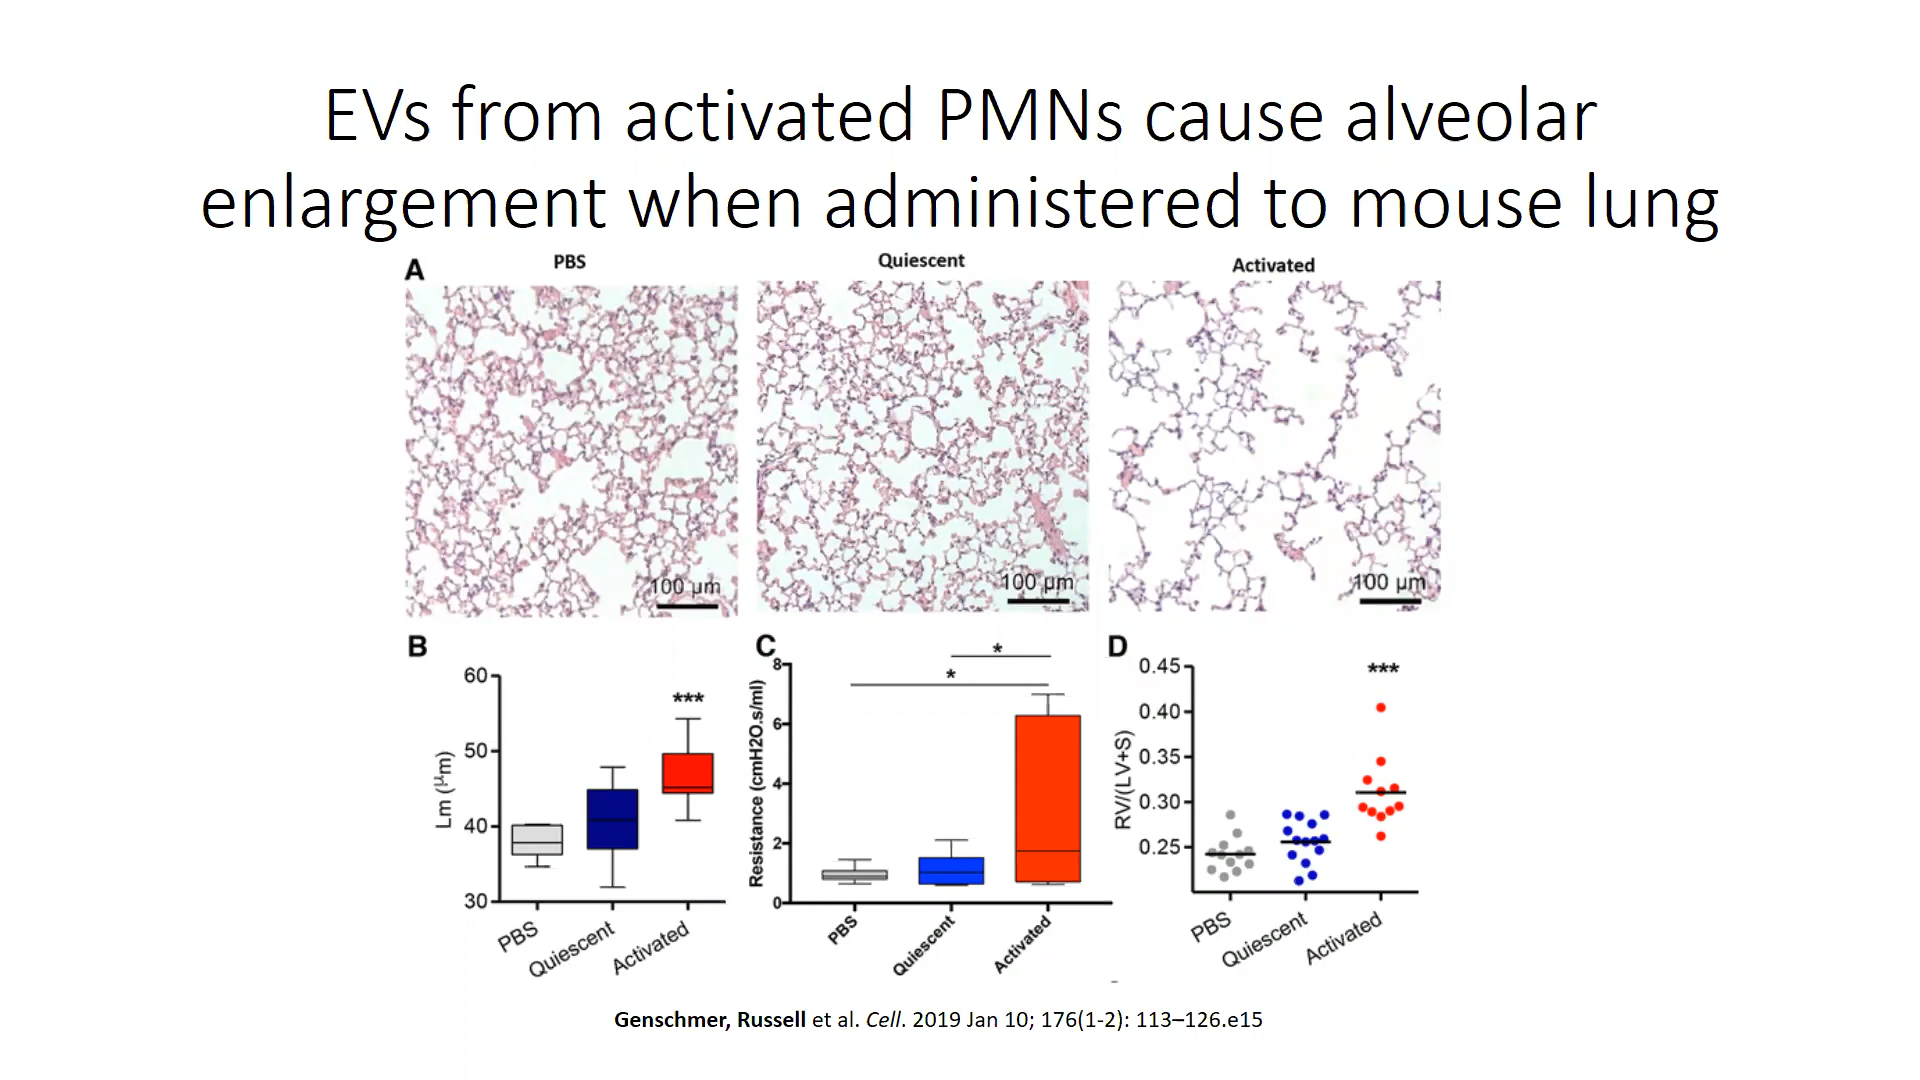 EVs from activated PMNs cause alveolar
enlargement when administered to mouse lung
A
PBS
Quiescent
Activated
100 µm
100 µm
100 µm
B
60
50
40
30
Lm (µm)
***
PBS
Quiescent
Activated
C
8
6
4
2
0
Resistance (cmH2O.s/ml)
*
*
PBS
Quiescent
Activated
D
0.45
0.40
0.35
0.30
0.25
RV/(LV+S)
***
PBS
Quiescent
Activated
Genschmer, Russell et al. Cell. 2019 Jan 10; 176(1-2): 113–126.e15